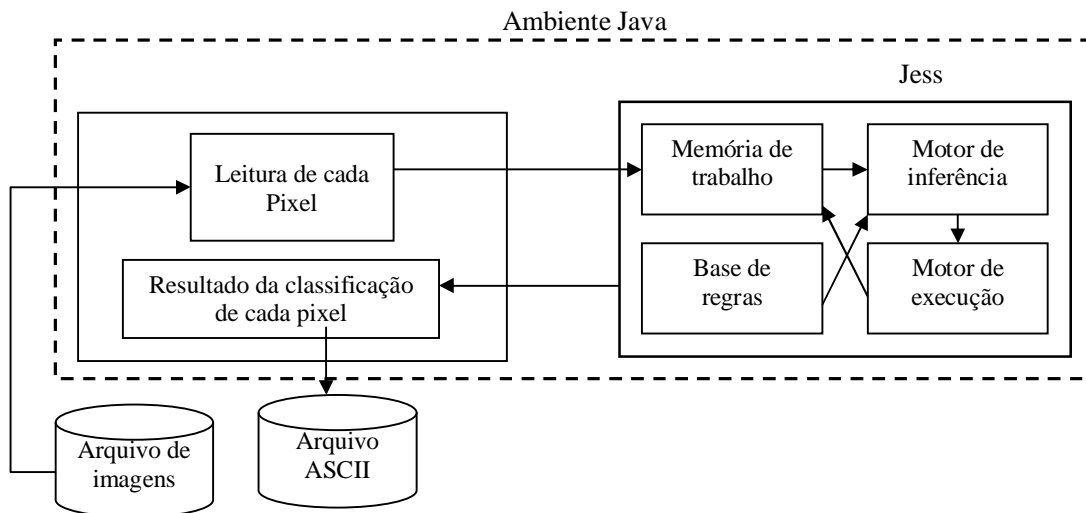 Ambiente Java
Jess
Leitura de cada
Pixel
Memória de
trabalho
Motor de
inferência
Resultado da classificação
de cada pixel
Base de
regras
Motor de
execução
Arquivo de
imagens
Arquivo
ASCII